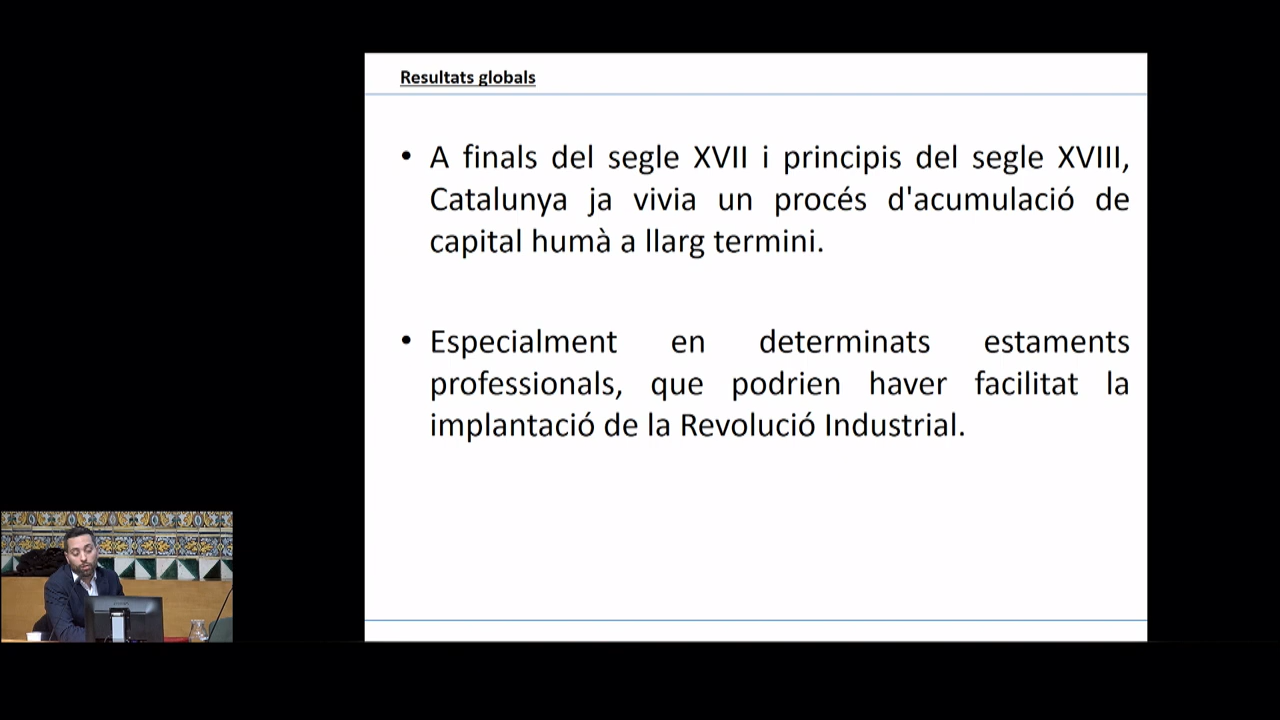 Resultats globals
• A finals del segle XVII i principis del segle XVIII,
Catalunya ja vivia un procés d'acumulació de
capital humà a llarg termini.
• Especialment en determinats estaments
professionals, que podrien haver facilitat la
implantació de la Revolució Industrial.